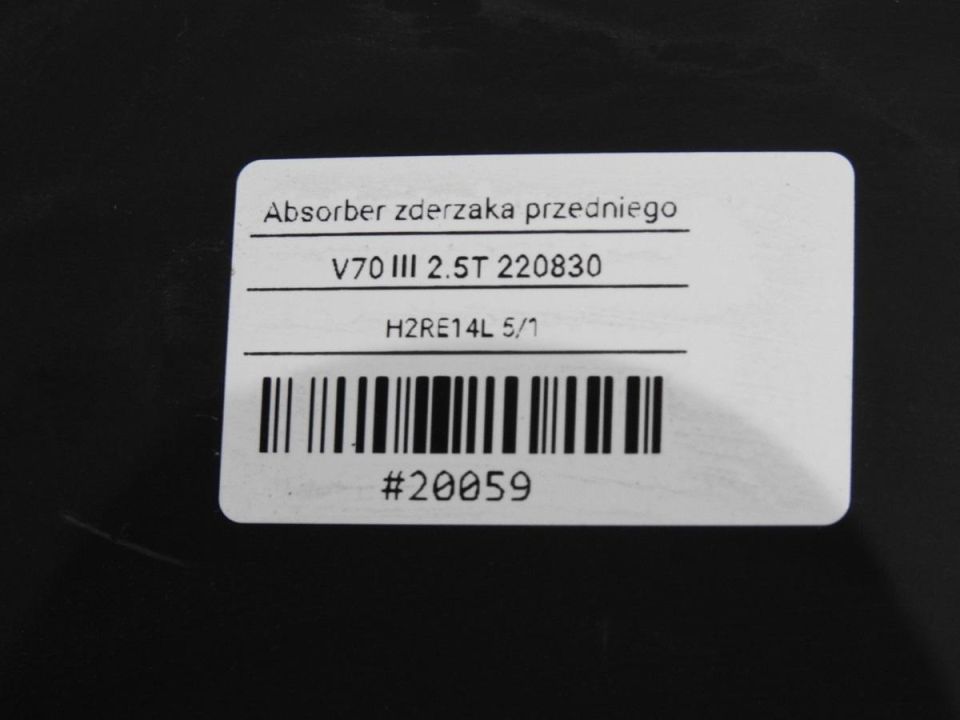 Absorber zderzaka przedniego
V70 III 2.5T 220830
H2RE14L 5/1
#20059